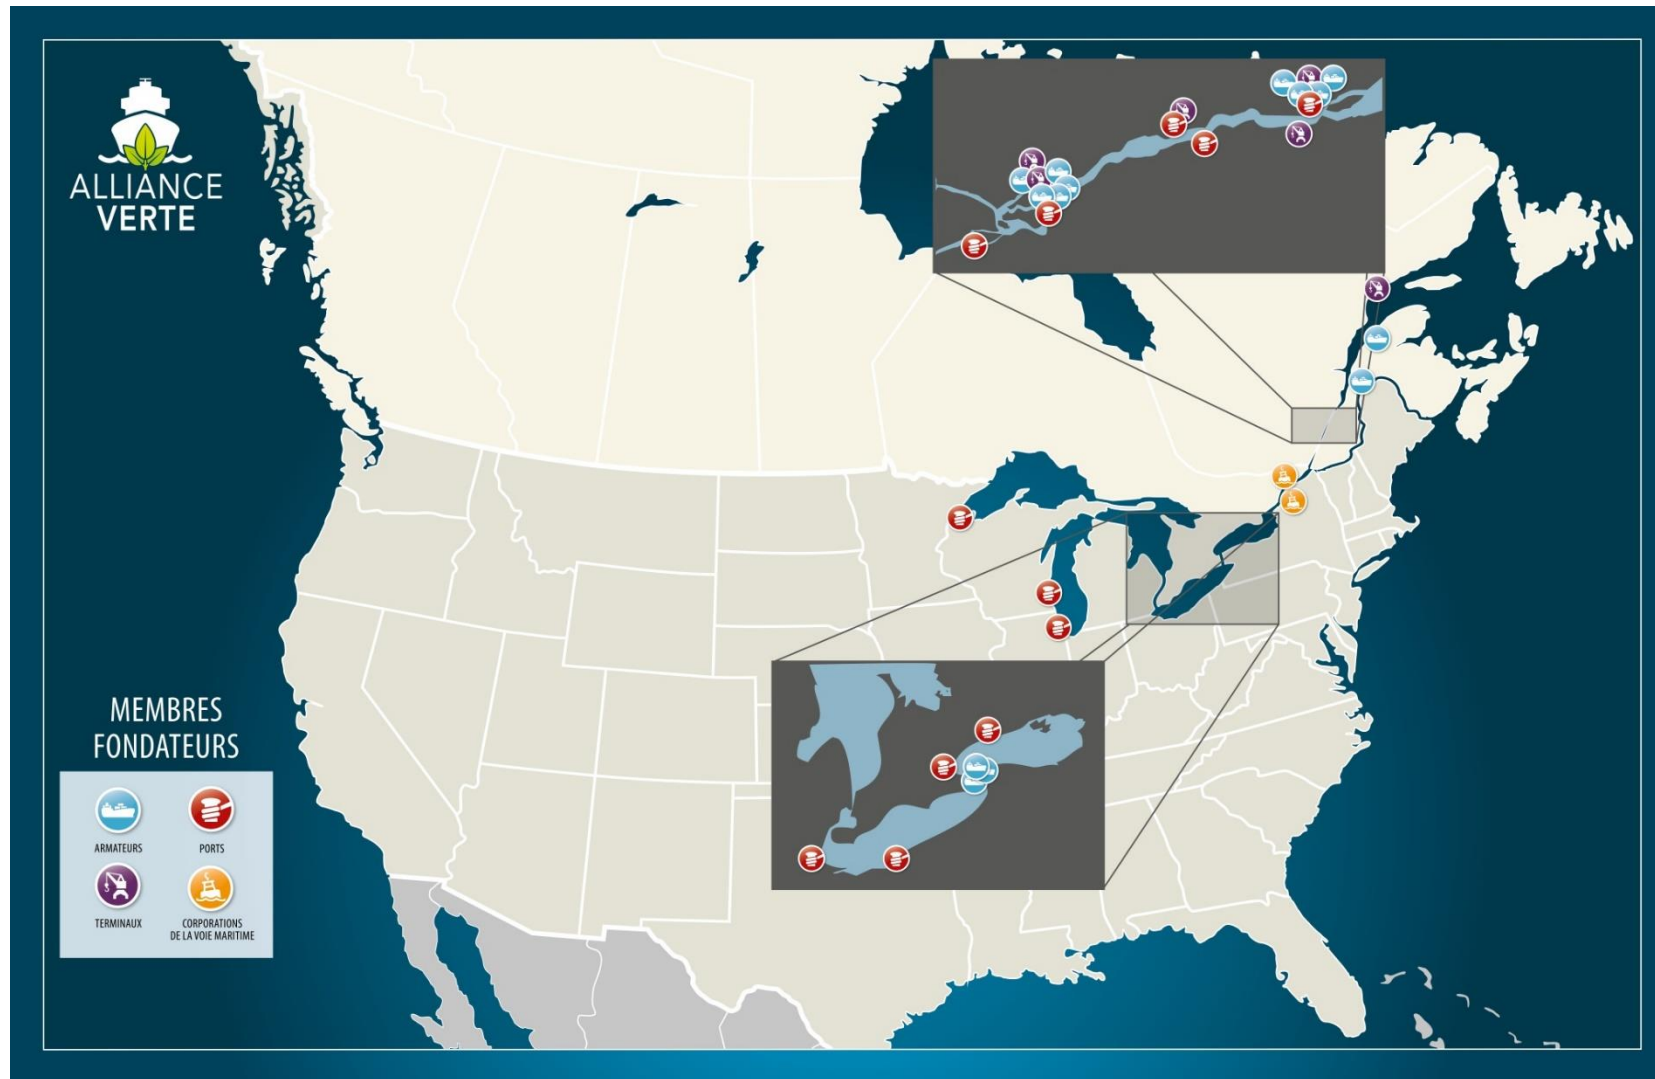 ALLIANCE
VERTE
MEMBRES
FONDATEURS
ARMATEURS
PORTS
TERMINAUX
CORPORATIONS
DE LA VOIE MARITIME